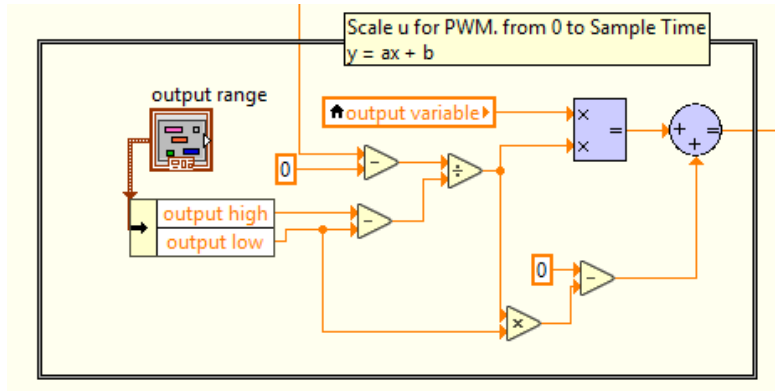 Scale u for PWM. from 0 to Sample Time
y = ax + b
output range
output variable
0
output high
output low
0